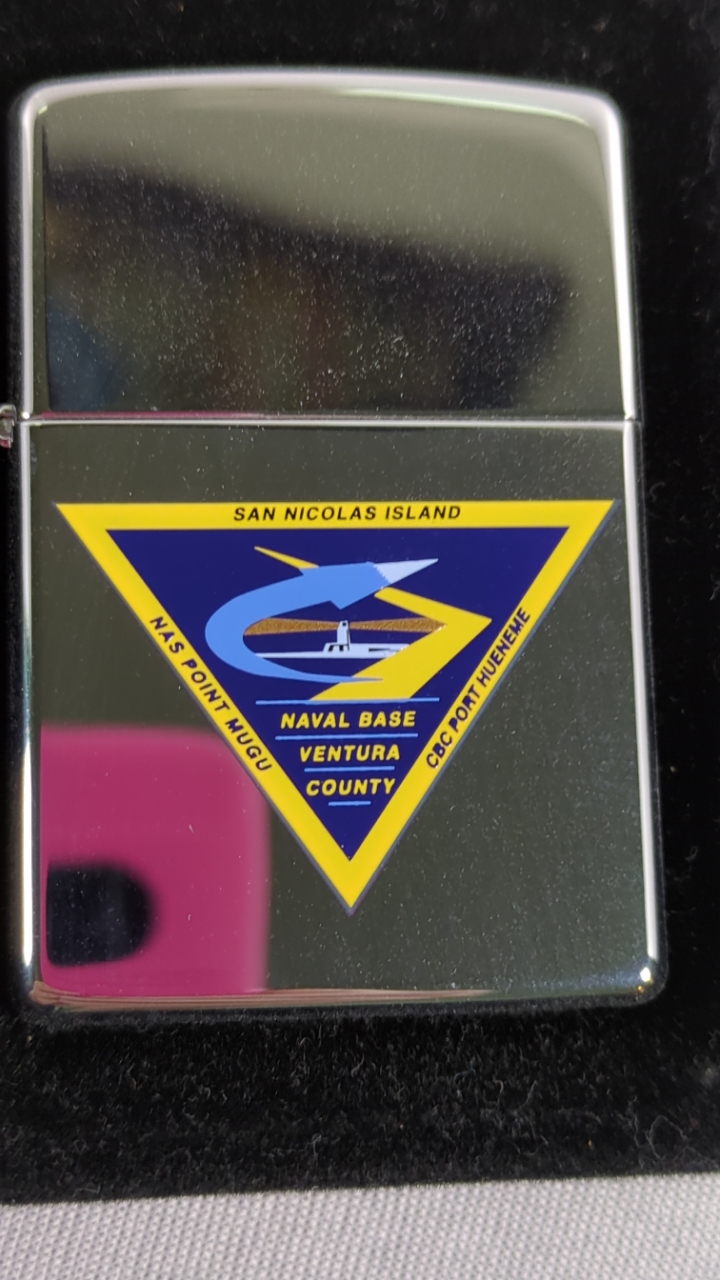 SAN NICOLAS ISLAND
NAS POINT MUGU
CBC PORT HUENEME
NAVAL BASE
VENTURA
COUNTY